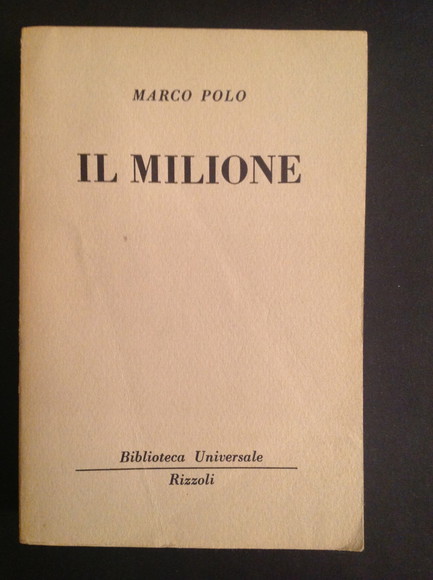 MARCO POLO
IL MILIONE
Biblioteca Universale
Rizzoli